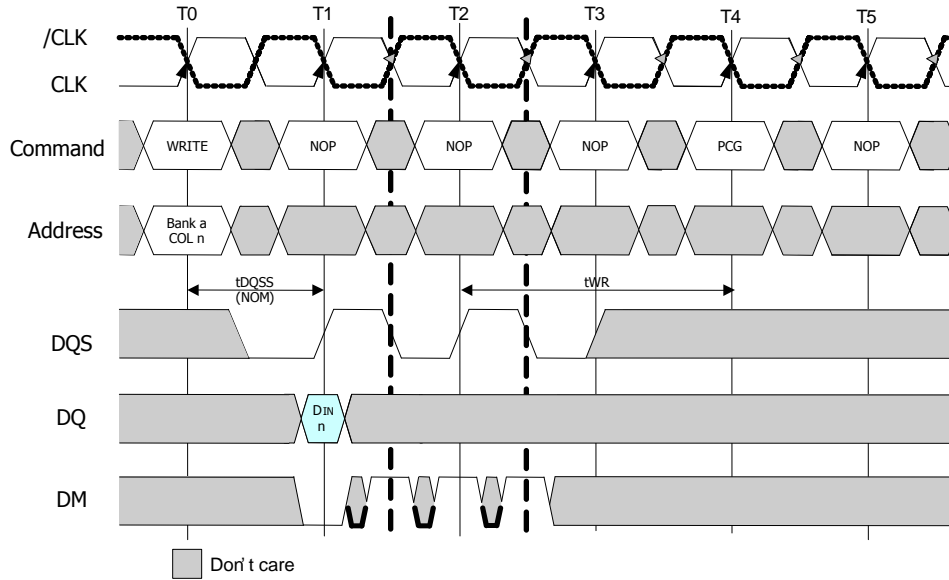 T0 T1 T2 T3 T4 T5
/CLK
CLK
Command WRITE NOP NOP NOP PCG NOP
Address Bank a
COL n
tDQSS
(NOM)
tWR
DQS
DQ DIN
n
DM
Don't care